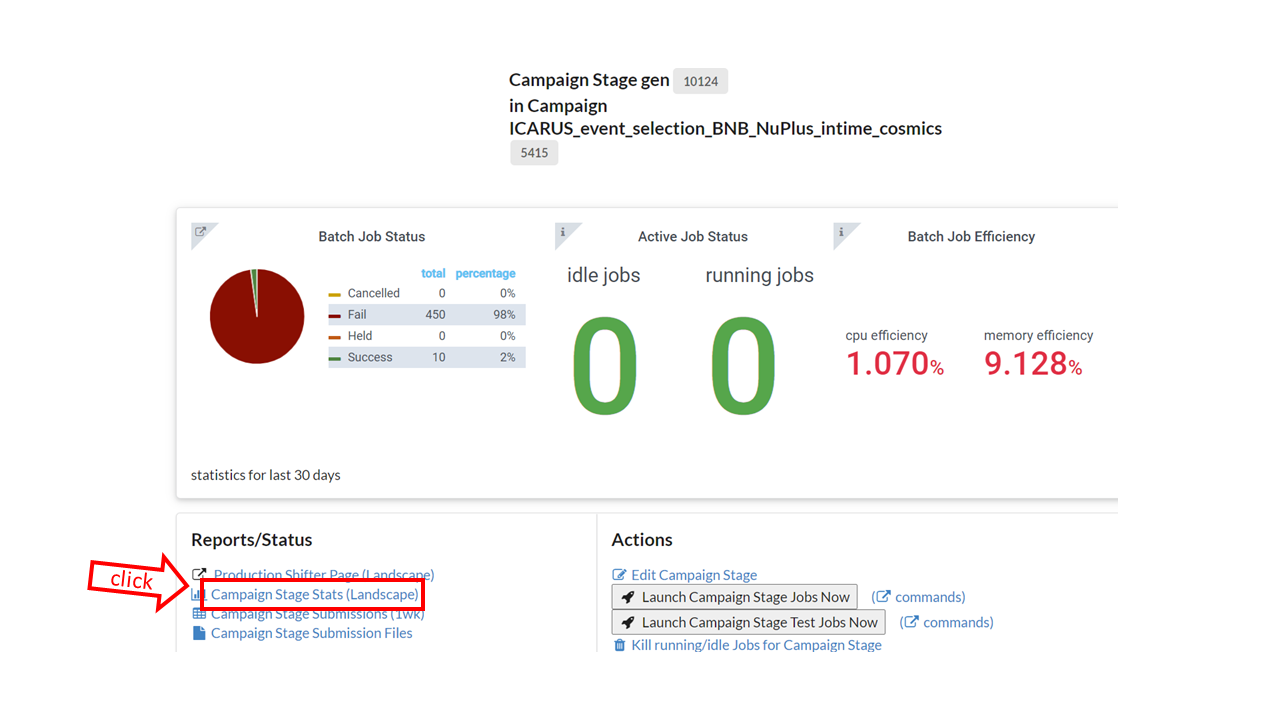 Campaign Stage gen 10124
in Campaign
ICARUS_event_selection_BNB_NuPlus_intime_cosmics
5415
Batch Job Status
total percentage
Cancelled 0 0%
Fail 450 98%
Held 0 0%
Success 10 2%
statistics for last 30 days
Active Job Status
idle jobs running jobs
0 0
Batch Job Efficiency
cpu efficiency memory efficiency
1.070% 9.128%
Reports/Status
Production Shifter Page (Landscape)
click
Campaign Stage Stats (Landscape)
Campaign Stage Submissions (1wk)
Campaign Stage Submission Files
Actions
Edit Campaign Stage
Launch Campaign Stage Jobs Now ( commands)
Launch Campaign Stage Test Jobs Now ( commands)
Kill running/idle Jobs for Campaign Stage